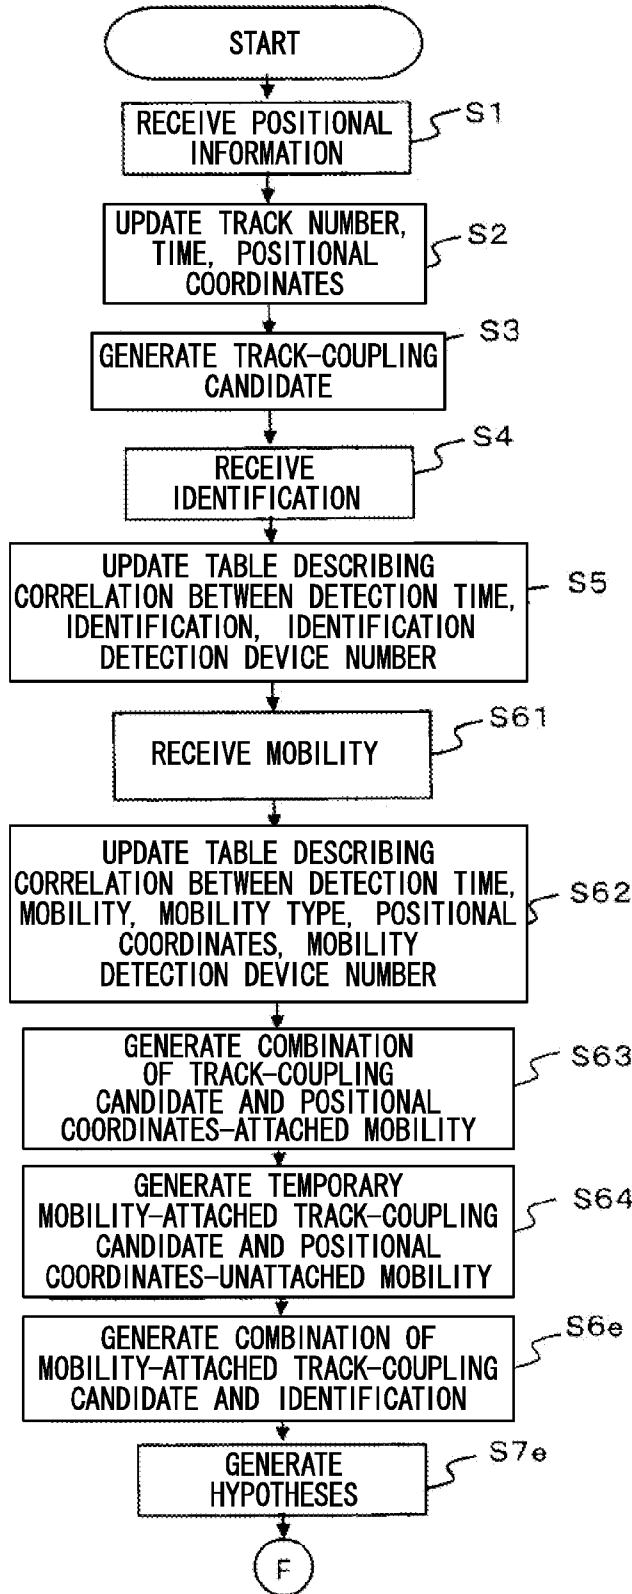 START
RECEIVE POSITIONAL
INFORMATION
S1
UPDATE TRACK NUMBER,
TIME, POSITIONAL
COORDINATES
S2
GENERATE TRACK-COUPLING
CANDIDATE
S3
RECEIVE
IDENTIFICATION
S4
UPDATE TABLE DESCRIBING
CORRELATION BETWEEN DETECTION TIME,
IDENTIFICATION, IDENTIFICATION
DETECTION DEVICE NUMBER
S5
RECEIVE MOBILITY
S61
UPDATE TABLE DESCRIBING
CORRELATION BETWEEN DETECTION TIME,
MOBILITY, MOBILITY TYPE, POSITIONAL
COORDINATES, MOBILITY
DETECTION DEVICE NUMBER
S62
GENERATE COMBINATION
OF TRACK-COUPLING
CANDIDATE AND POSITIONAL
COORDINATES-ATTACHED MOBILITY
S63
GENERATE TEMPORARY
MOBILITY-ATTACHED TRACK-COUPLING
CANDIDATE AND POSITIONAL
COORDINATES-UNATTACHED MOBILITY
S64
GENERATE COMBINATION OF
MOBILITY-ATTACHED TRACK-COUPLING
CANDIDATE AND IDENTIFICATION
S6e
GENERATE
HYPOTHESES
S7e
F